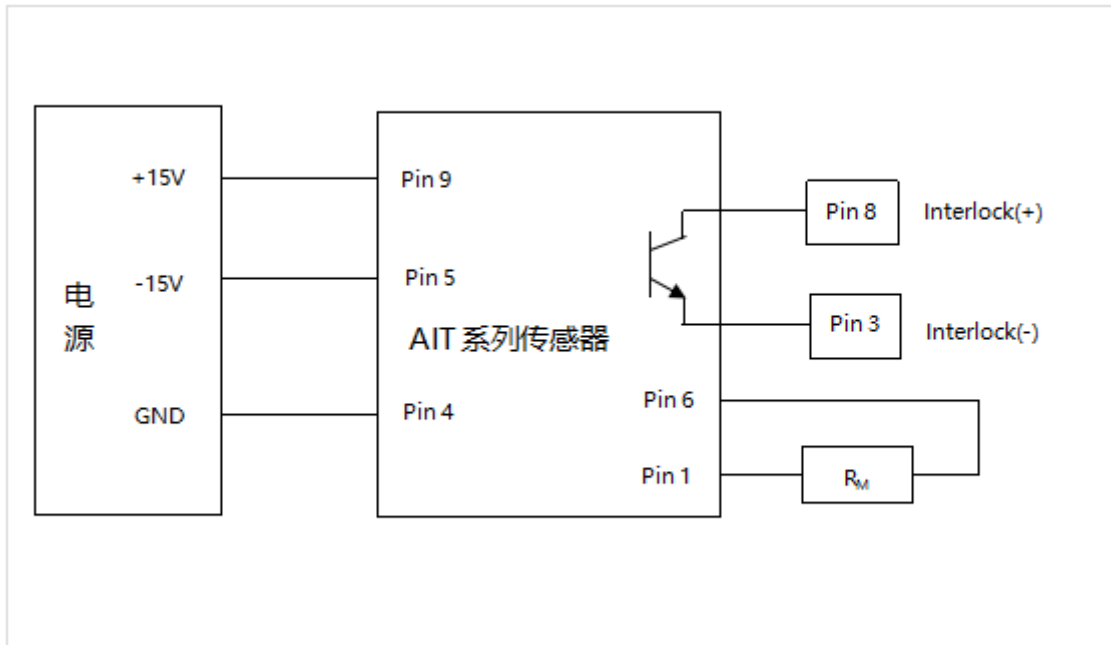 +15V
-15V
GND
电
源
Pin 9
Pin 5
AIT 系列传感器
Pin 4
Pin 6
Pin 1
Pin 8
Interlock(+)
Pin 3
Interlock(-)
RM